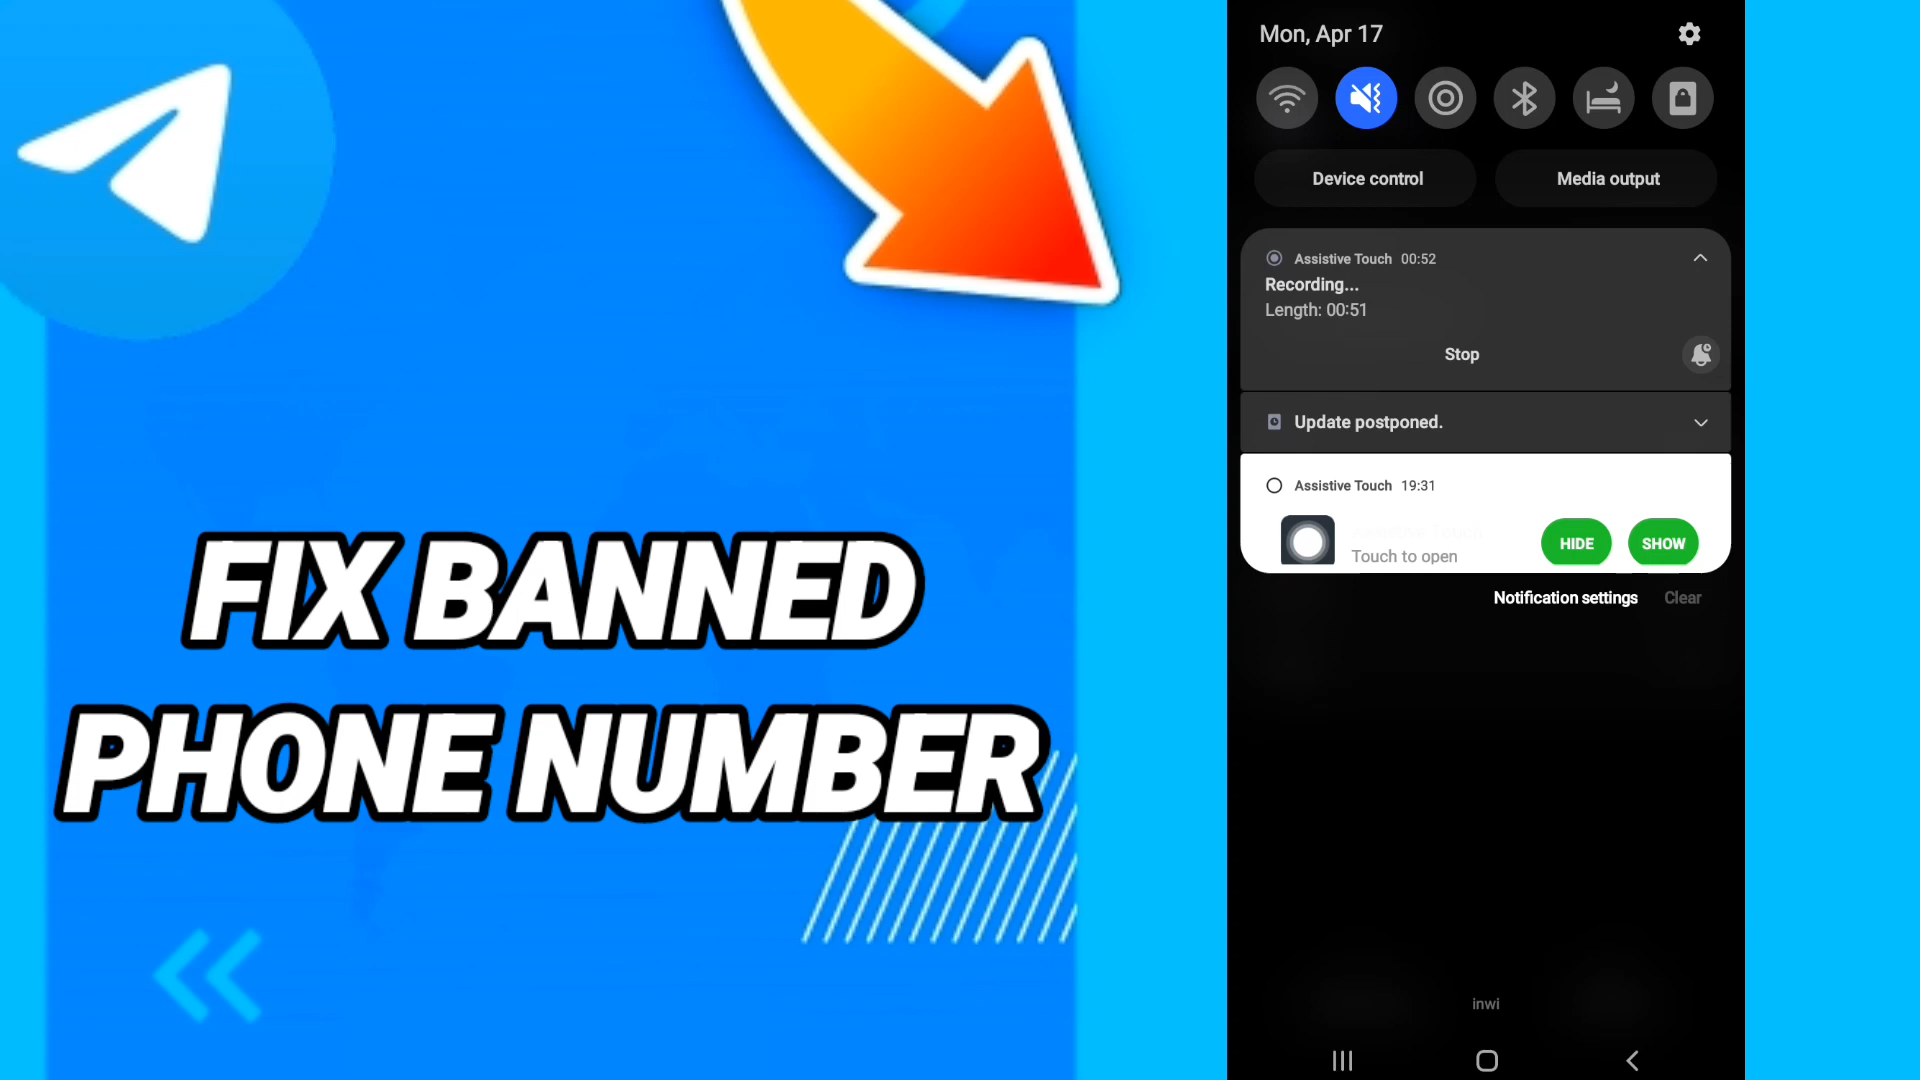 FIX BANNED
PHONE NUMBER
Mon, Apr 17
Device control
Media output
Assistive Touch 00:52
Recording...
Length: 00:51
Stop
Update postponed.
Assistive Touch 19:31
Touch to open
HIDE
SHOW
Notification settings
Clear
inwi